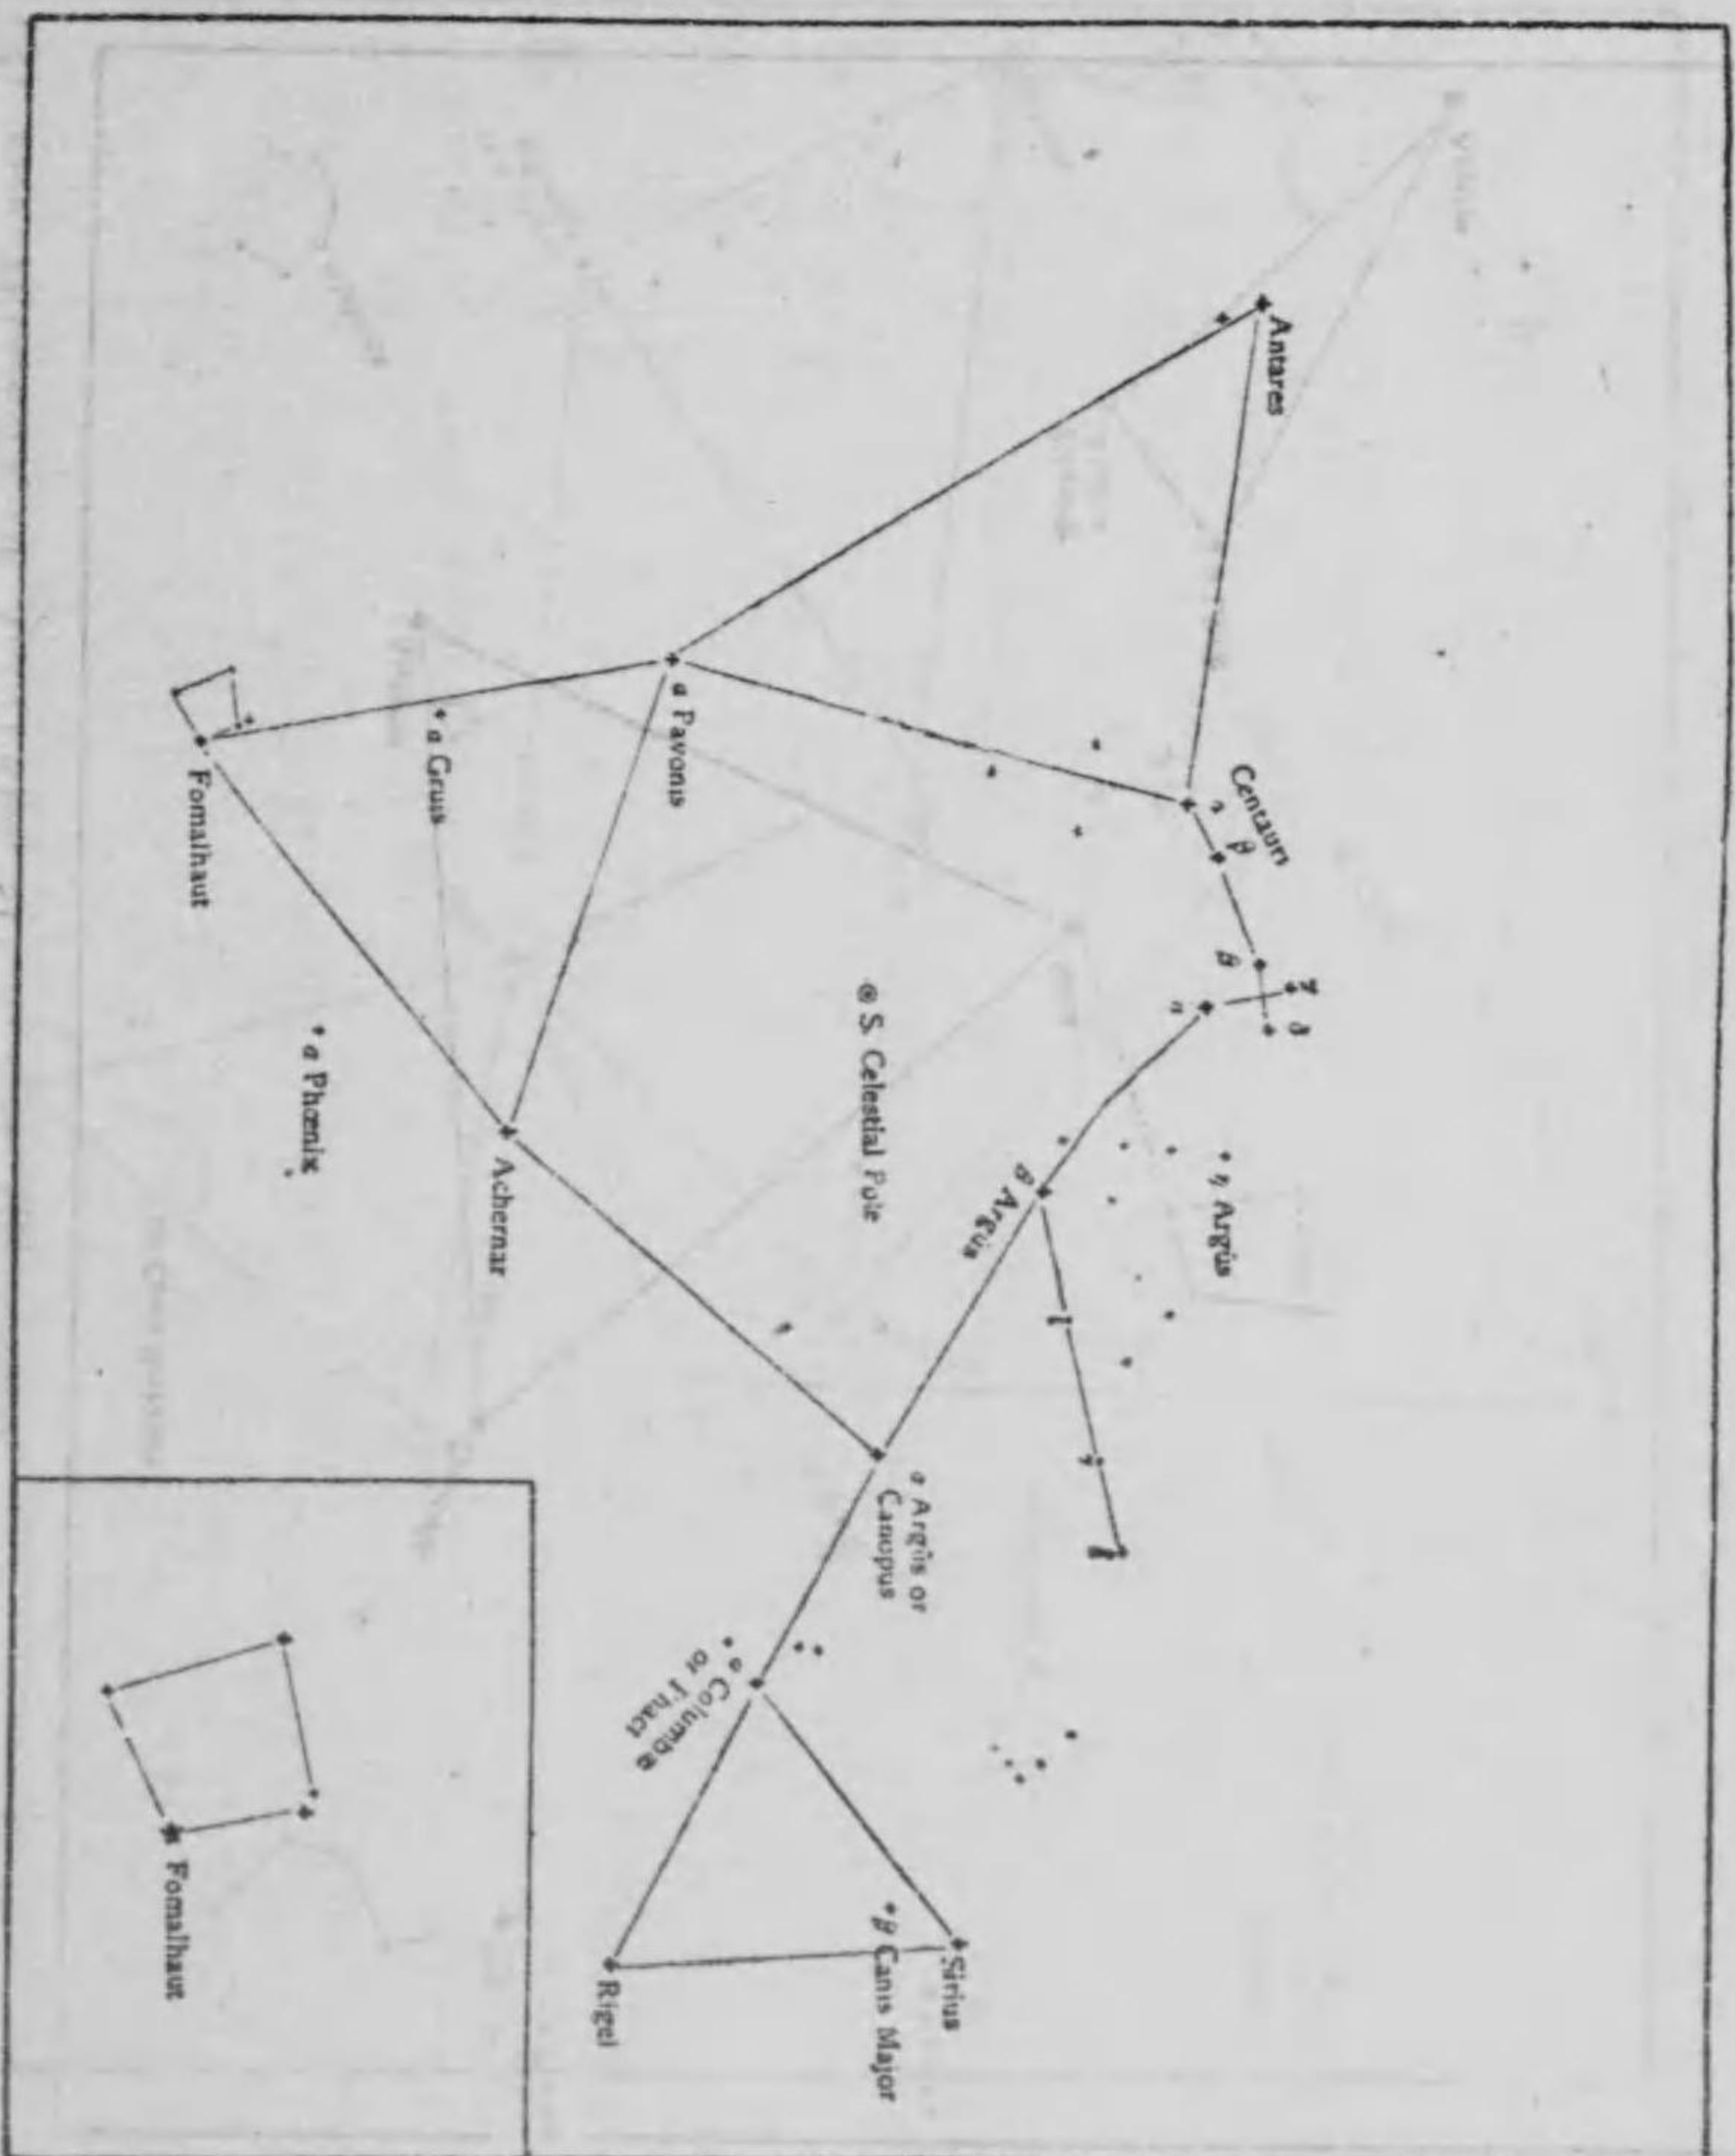 Antares
Centauri
α β
β
γ
δ
α
α Pavonis
α Gruis
Fomalhaut
S. Celestial Pole
α Phœnix
Achernar
η Argûs
β Argûs
α Argûs or
Canopus
α Columbæ
or Phact
Sirius
β Canis Major
Rigel
Fomalhaut